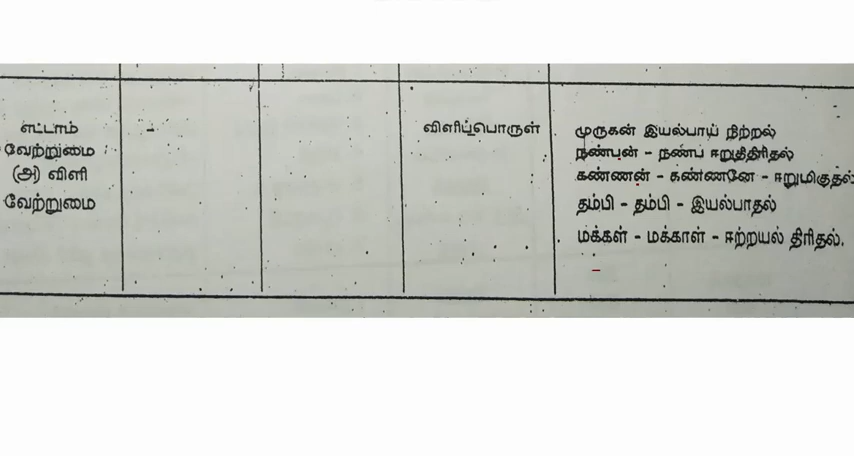 எட்டாம்
வேற்றுமை
(அ) விளி
வேற்றுமை
-
விளிப்பொருள்
முருகன் இயல்பாய் நிற்றல்
நண்பன் - நண்ப ஈறுதிரிதல்
கண்ணன் - கண்ணனே - ஈறுமிகுதல்
தம்பி - தம்பி - இயல்பாதல்
மக்கள் - மக்காள் - ஈற்றயல் திரிதல்.